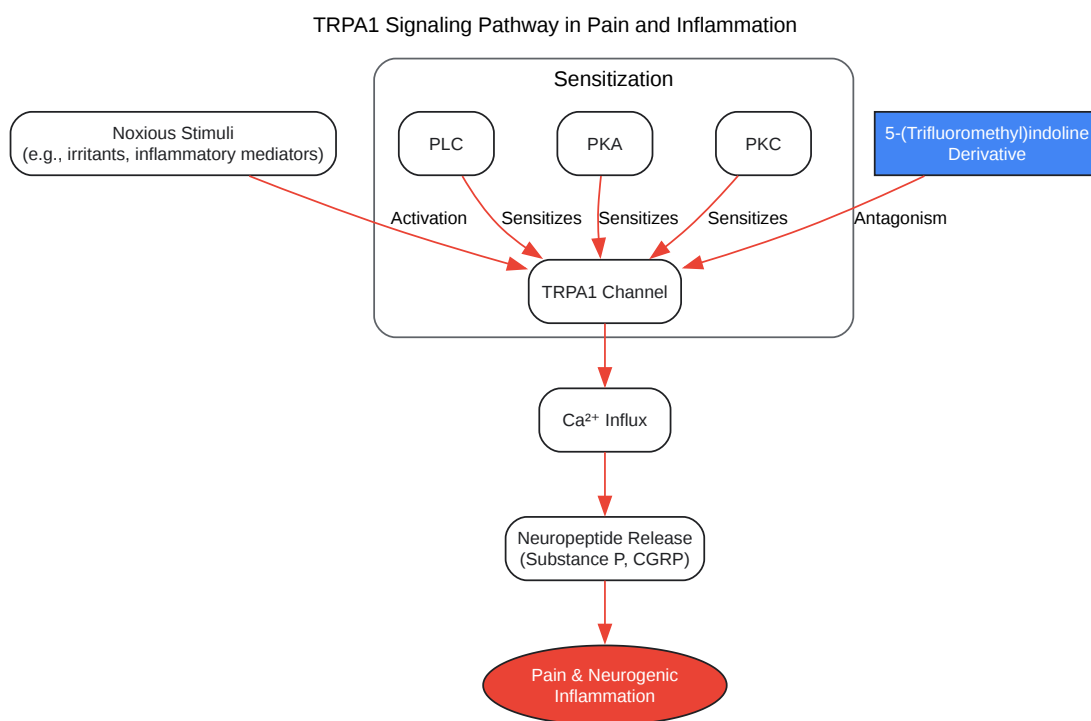 TRPA1 Signaling Pathway in Pain and Inflammation
Sensitization
Noxious Stimuli
(e.g., irritants, inflammatory mediators)
PLC
PKA
PKC
5-(Trifluoromethyl)indoline
Derivative
Activation
Sensitizes
Sensitizes
Sensitizes
Antagonism
TRPA1 Channel
Ca²⁺ Influx
Neuropeptide Release
(Substance P, CGRP)
Pain & Neurogenic
Inflammation